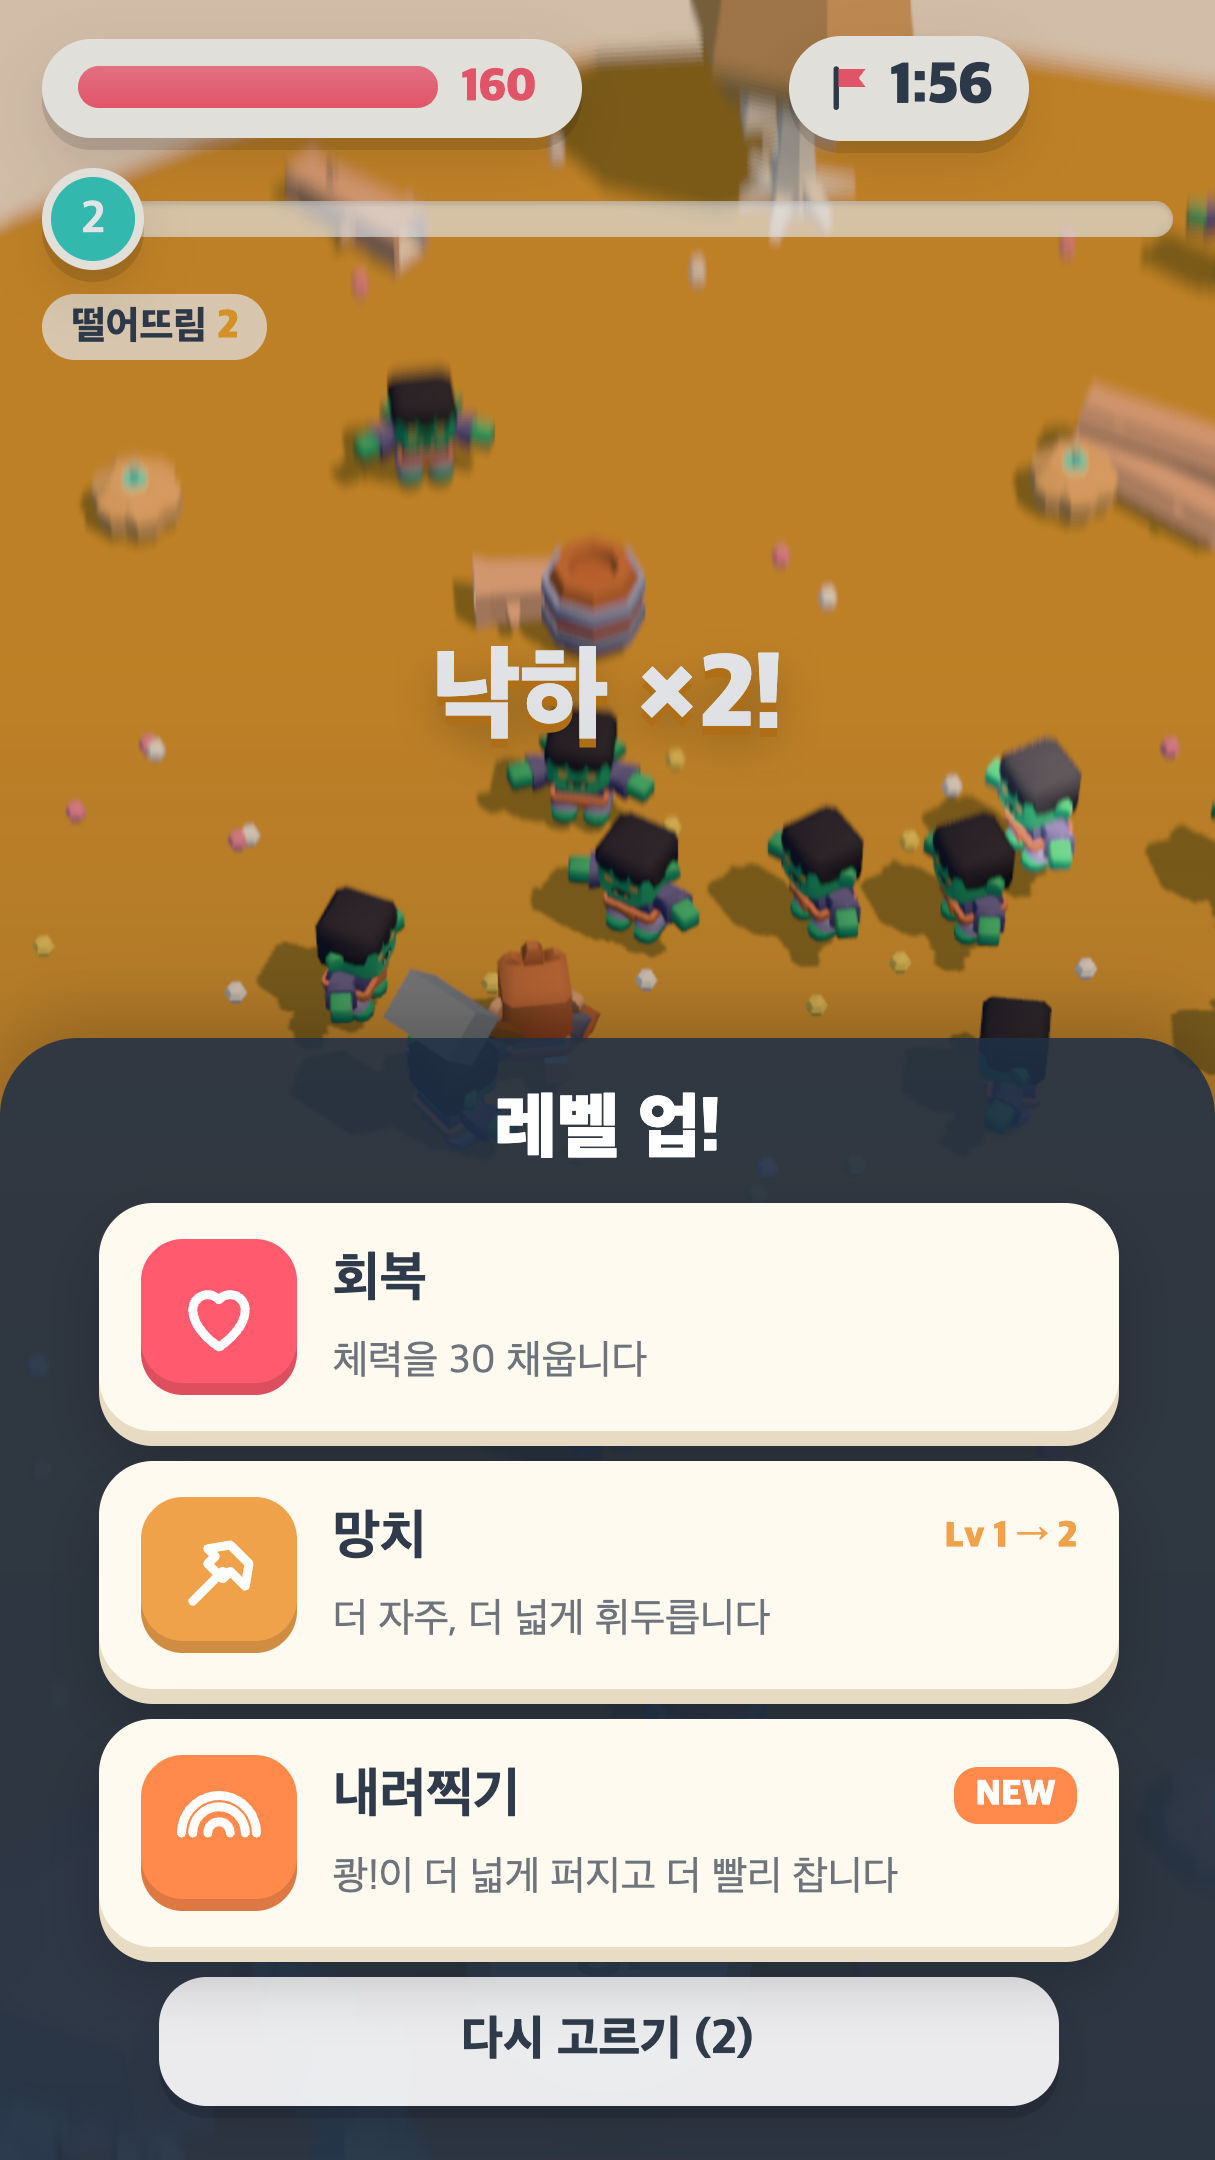 160
1:56
2
떨어뜨림 2
낙하 ×2!
레벨 업!
회복
체력을 30 채웁니다
망치
Lv 1 → 2
더 자주, 더 넓게 휘두릅니다
내려찍기
NEW
쾅!이 더 넓게 퍼지고 더 빨리 찹니다
다시 고르기 (2)